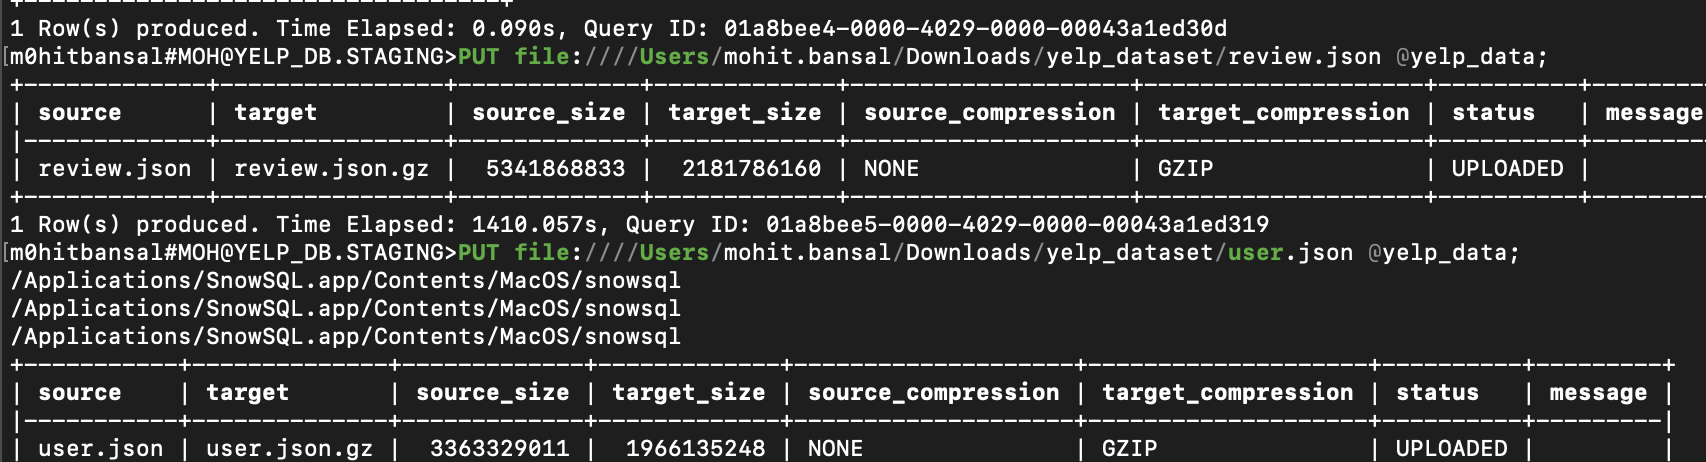 1 Row(s) produced. Time Elapsed: 0.090s, Query ID: 01a8bee4-0000-4029-0000-00043a1ed30d
[m0hitbansal#MOH@YELP_DB.STAGING>PUT file:////Users/mohit.bansal/Downloads/yelp_dataset/review.json @yelp_data;
+-------------+----------------+-------------+-------------+--------------------+--------------------+----------+---------
| source | target | source_size | target_size | source_compression | target_compression | status | message
|-------------+----------------+-------------+-------------+--------------------+--------------------+----------+---------
| review.json | review.json.gz | 5341868833 | 2181786160 | NONE | GZIP | UPLOADED |
+-------------+----------------+-------------+-------------+--------------------+--------------------+----------+---------
1 Row(s) produced. Time Elapsed: 1410.057s, Query ID: 01a8bee5-0000-4029-0000-00043a1ed319
[m0hitbansal#MOH@YELP_DB.STAGING>PUT file:////Users/mohit.bansal/Downloads/yelp_dataset/user.json @yelp_data;
/Applications/SnowSQL.app/Contents/MacOS/snowsql
/Applications/SnowSQL.app/Contents/MacOS/snowsql
/Applications/SnowSQL.app/Contents/MacOS/snowsql
+-----------+--------------+-------------+-------------+--------------------+--------------------+----------+---------+
| source | target | source_size | target_size | source_compression | target_compression | status | message |
|-----------+--------------+-------------+-------------+--------------------+--------------------+----------+---------|
| user.json | user.json.gz | 3363329011 | 1966135248 | NONE | GZIP | UPLOADED | |